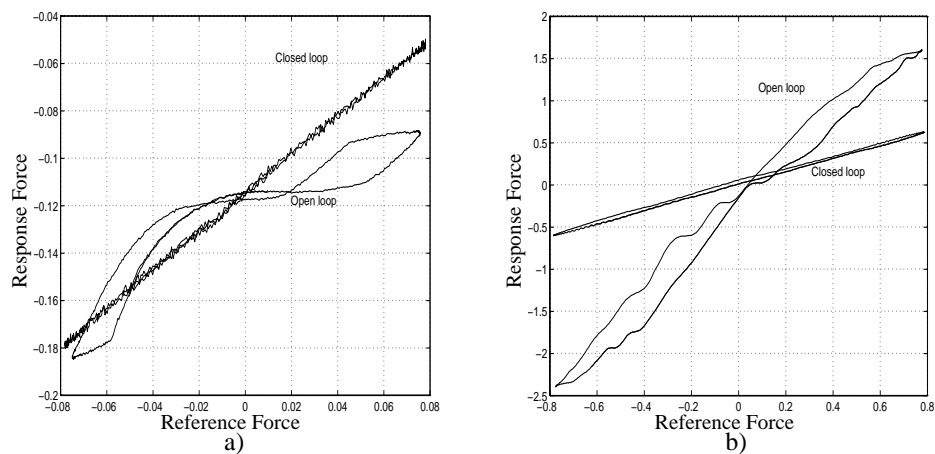 −0.04
−0.06
−0.08
−0.1
−0.12
−0.14
−0.16
−0.18
−0.2
Response Force
Closed loop
Open loop
−0.08 −0.06 −0.04 −0.02 0 0.02 0.04 0.06 0.08
Reference Force
a)
2
1.5
1
0.5
0
−0.5
−1
−1.5
−2
−2.5
Response Force
Open loop
Closed loop
−0.8 −0.6 −0.4 −0.2 0 0.2 0.4 0.6 0.8
Reference Force
b)